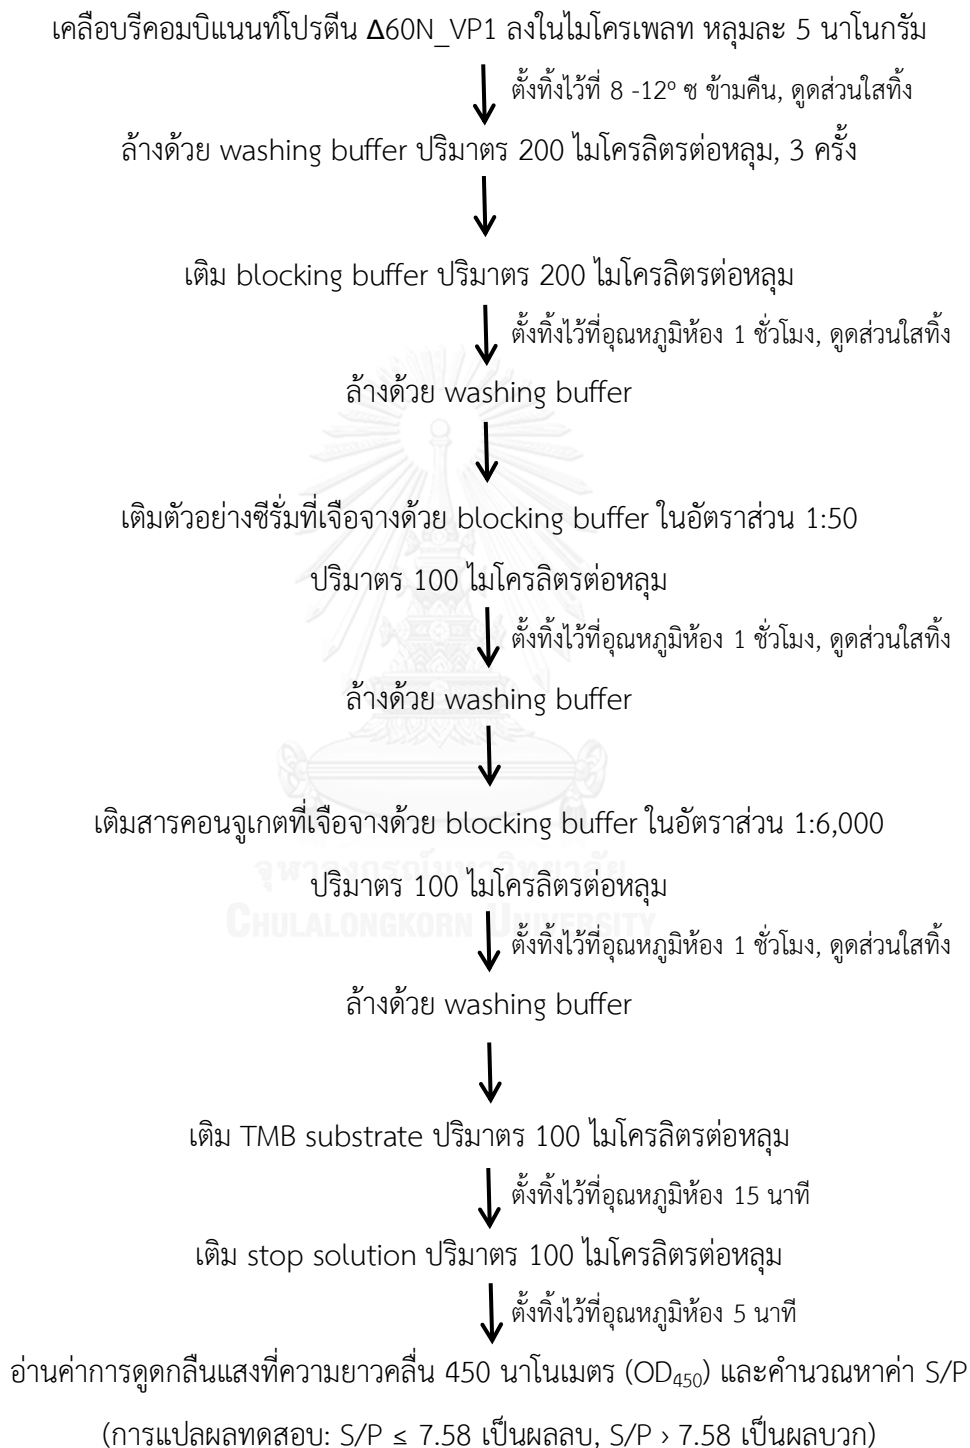 เคลือบรีคอมบิแนนท์โปรตีน Δ60N_VP1 ลงในไมโครเพลท หลุมละ 5 นาโนกรัม
ตั้งทิ้งไว้ที่ 8 -12º ซ ข้ามคืน, ดูดส่วนใสทิ้ง
ล้างด้วย washing buffer ปริมาตร 200 ไมโครลิตรต่อหลุม, 3 ครั้ง
เติม blocking buffer ปริมาตร 200 ไมโครลิตรต่อหลุม
ตั้งทิ้งไว้ที่อุณหภูมิห้อง 1 ชั่วโมง, ดูดส่วนใสทิ้ง
ล้างด้วย washing buffer
เติมตัวอย่างซีรั่มที่เจือจางด้วย blocking buffer ในอัตราส่วน 1:50
ปริมาตร 100 ไมโครลิตรต่อหลุม
ตั้งทิ้งไว้ที่อุณหภูมิห้อง 1 ชั่วโมง, ดูดส่วนใสทิ้ง
ล้างด้วย washing buffer
เติมสารคอนจูเกตที่เจือจางด้วย blocking buffer ในอัตราส่วน 1:6,000
จุฬาลงกรณ์มหาวิทยาลัย
ปริมาตร 100 ไมโครลิตรต่อหลุม
CHULALONGKORN UNIVERSITY
ตั้งทิ้งไว้ที่อุณหภูมิห้อง 1 ชั่วโมง, ดูดส่วนใสทิ้ง
ล้างด้วย washing buffer
เติม TMB substrate ปริมาตร 100 ไมโครลิตรต่อหลุม
ตั้งทิ้งไว้ที่อุณหภูมิห้อง 15 นาที
เติม stop solution ปริมาตร 100 ไมโครลิตรต่อหลุม
ตั้งทิ้งไว้ที่อุณหภูมิห้อง 5 นาที
อ่านค่าการดูดกลืนแสงที่ความยาวคลื่น 450 นาโนเมตร (OD₄₅₀) และคำนวณหาค่า S/P
(การแปลผลทดสอบ: S/P ≤ 7.58 เป็นผลลบ, S/P › 7.58 เป็นผลบวก)